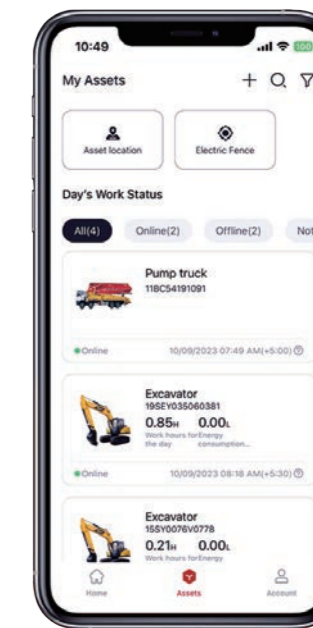 10:49
100
My Assets
Asset location
Electric Fence
Day's Work Status
All(4)
Online(2)
Offline(2)
Not
Pump truck
11BC54191091
Online
10/09/2023 07:49 AM(+5:00)
Excavator
19SEY035060381
0.85H
0.00L
Work hours for the day
Energy consumption...
Online
10/09/2023 08:18 AM(+5:30)
Excavator
15SY0076V0778
0.21H
0.00L
Work hours for
Energy
Home
Assets
Account